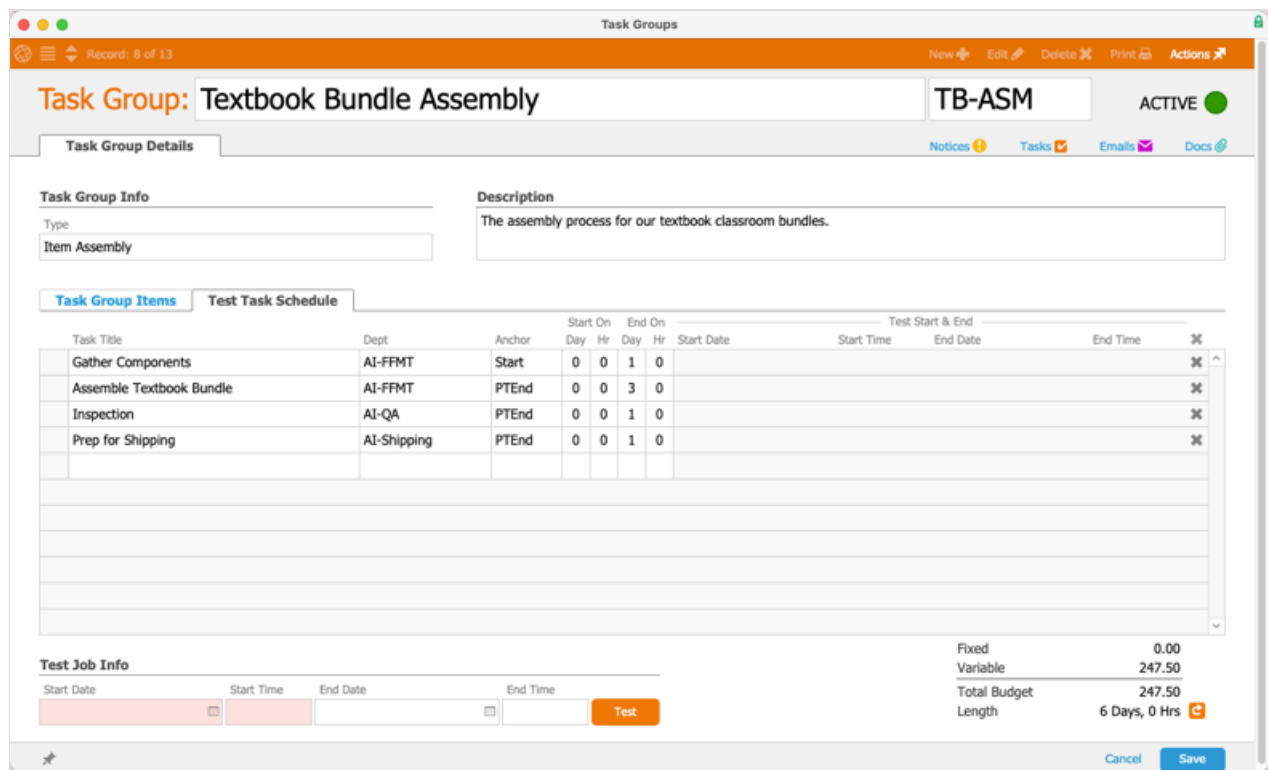 Task Groups
Record: 8 of 13 New Edit Delete Print Actions
Task Group: Textbook Bundle Assembly TB-ASM ACTIVE
Task Group Details Notices Tasks Emails Docs
Task Group Info Description
Type The assembly process for our textbook classroom bundles.
Item Assembly
Task Group Items Test Task Schedule
Start On End On Test Start & End
Task Title Dept Anchor Day Hr Day Hr Start Date Start Time End Date End Time
Gather Components AI-FFMT Start 0 0 1 0
Assemble Textbook Bundle AI-FFMT PTEnd 0 0 3 0
Inspection AI-QA PTEnd 0 0 1 0
Prep for Shipping AI-Shipping PTEnd 0 0 1 0
Fixed 0.00
Test Job Info Variable 247.50
Start Date Start Time End Date End Time Total Budget 247.50
Test Length 6 Days, 0 Hrs
Cancel Save